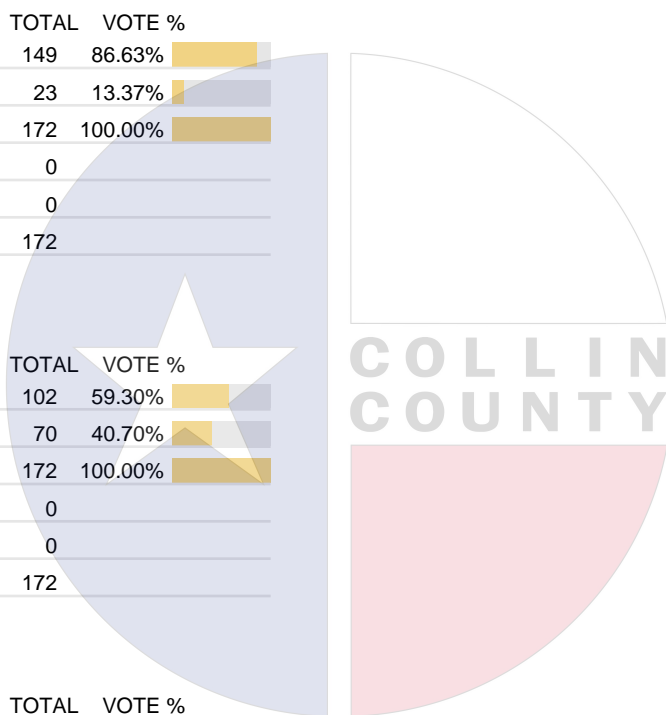 TOTAL VOTE %
149 86.63%
23 13.37%
172 100.00%
0
0
172
COLLIN
COUNTY
TOTAL VOTE %
102 59.30%
70 40.70%
172 100.00%
0
0
172
TOTAL VOTE %